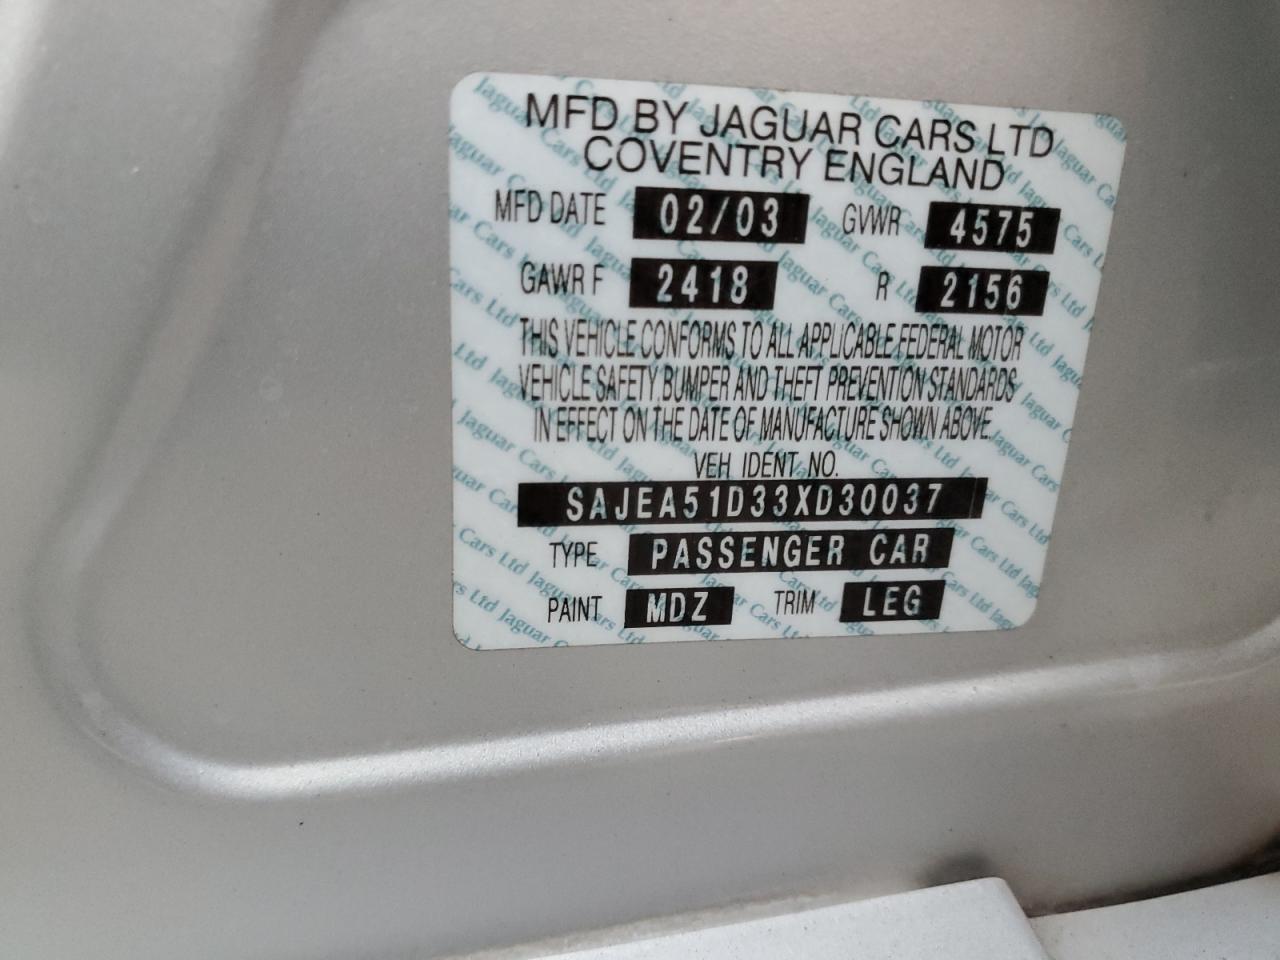 MFD BY JAGUAR CARS LTD
COVENTRY ENGLAND
MFD DATE 02/03 GVWR 4575
GAWR F 2418 R 2156
THIS VEHICLE CONFORMS TO ALL APPLICABLE FEDERAL MOTOR
VEHICLE SAFETY, BUMPER AND THEFT PREVENTION STANDARDS
IN EFFECT ON THE DATE OF MANUFACTURE SHOWN ABOVE.
VEH IDENT NO.
SAJEA51D33XD30037
TYPE PASSENGER CAR
PAINT MDZ TRIM LEG